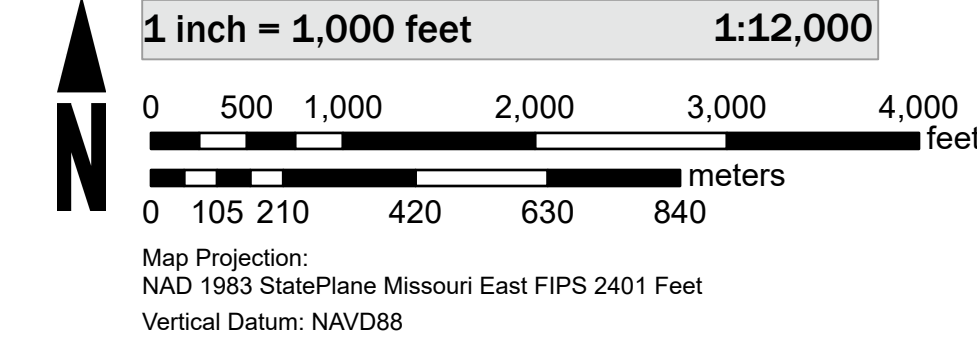 1 inch = 1,000 feet 1:12,000
N
0 500 1,000 2,000 3,000 4,000
feet
meters
0 105 210 420 630 840
Map Projection:
NAD 1983 StatePlane Missouri East FIPS 2401 Feet
Vertical Datum: NAVD88